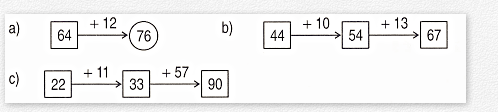 a) 64 + 12 76 b) 44 + 10 54 + 13 67
c) 22 + 11 33 + 57 90